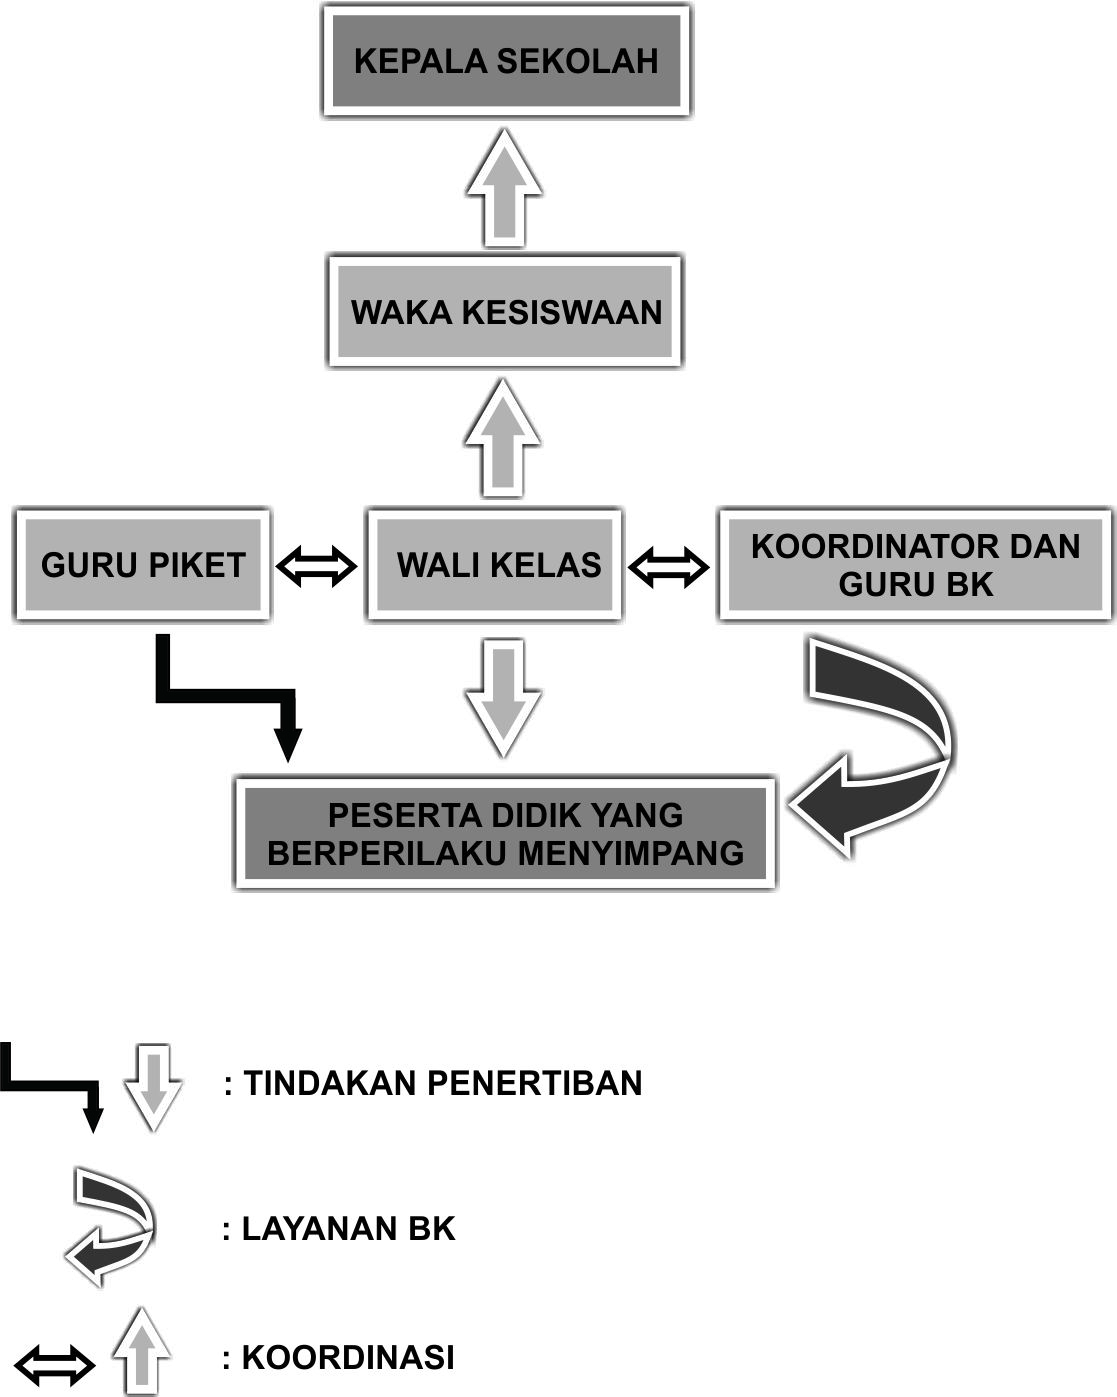 KEPALA SEKOLAH
WAKA KESISWAAN
GURU PIKET
WALI KELAS
KOORDINATOR DAN
GURU BK
PESERTA DIDIK YANG
BERPERILAKU MENYIMPANG
: TINDAKAN PENERTIBAN
: LAYANAN BK
: KOORDINASI